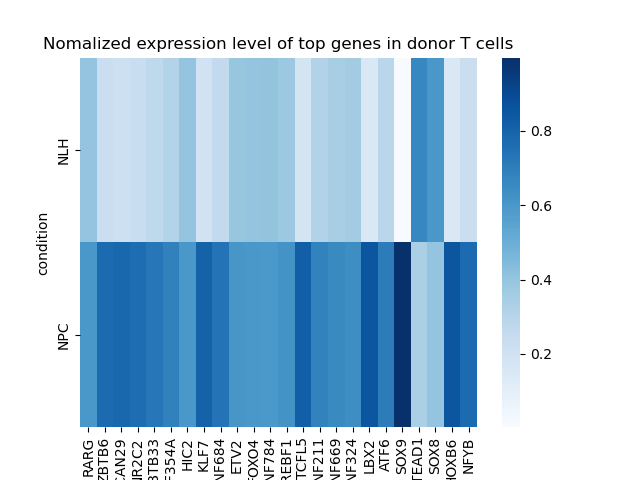 Nomalized expression level of top genes in donor T cells
condition
NLH
NPC
0.8
0.6
0.4
0.2
RARG
ZBTB6
CAN29
NR2C2
BTB33
F354A
HIC2
KLF7
NF684
ETV2
FOXO4
NF784
REBF1
TCFL5
NF211
NF669
NF324
LBX2
ATF6
SOX9
TEAD1
SOX8
HOXB6
NFYB